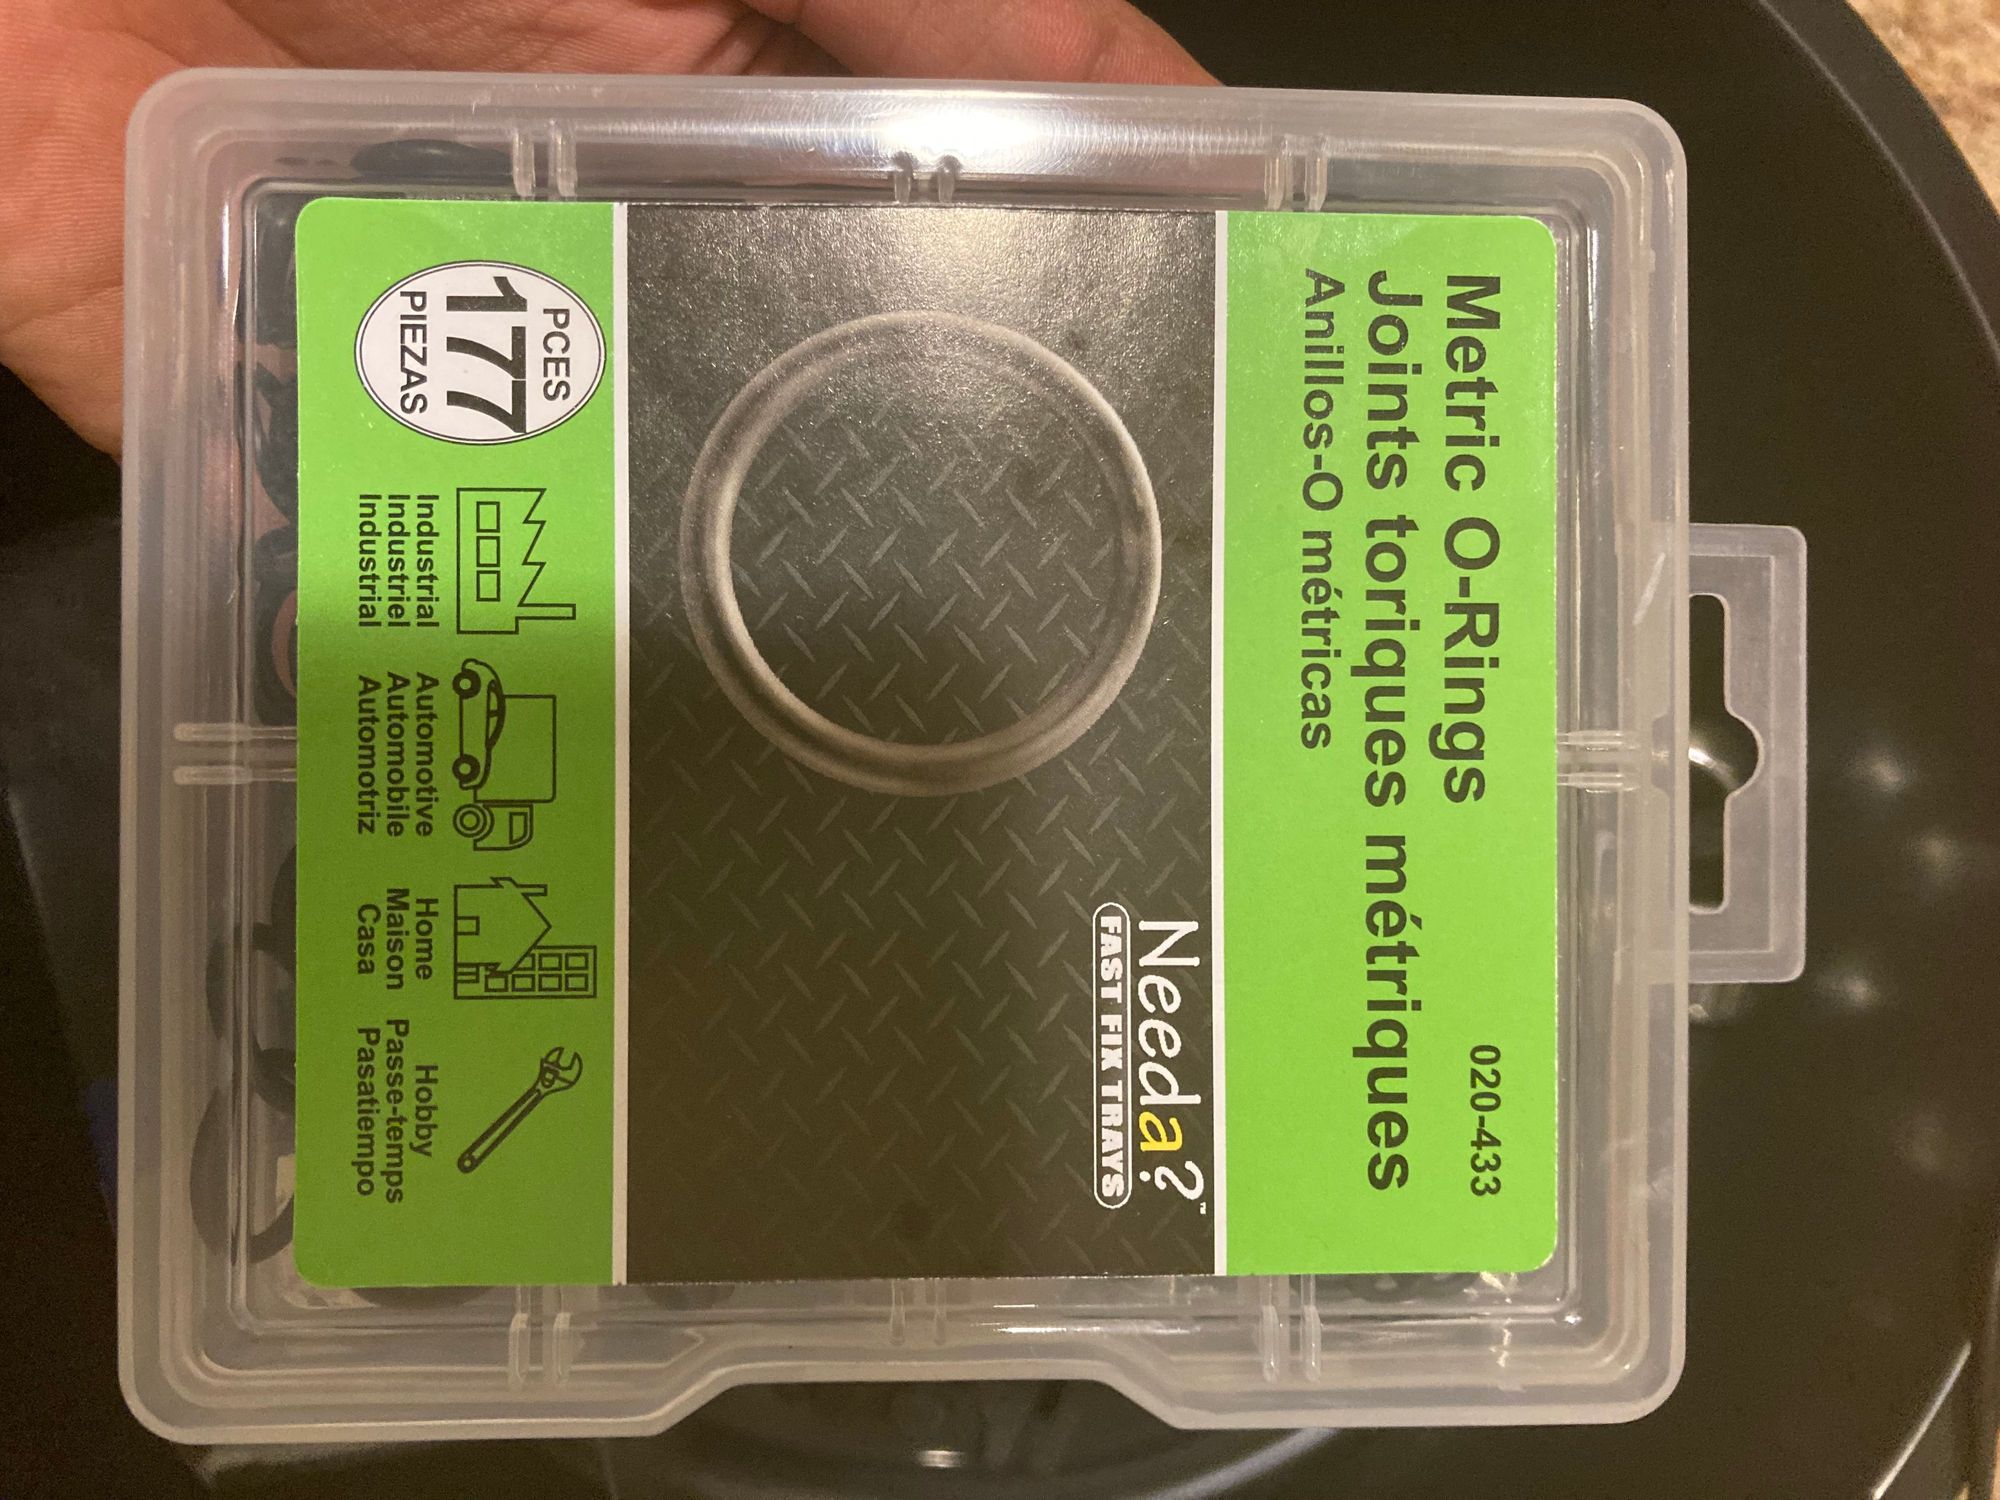 Metric O-Rings
020-433
Joints toriques métriques
Anillos-O métricas
Needa?™
FAST FIX TRAYS
PCES
177
PIEZAS
Industrial
Industriel
Industrial
Automotive
Automobile
Automotriz
Home
Maison
Casa
Hobby
Passe-temps
Pasatiempo